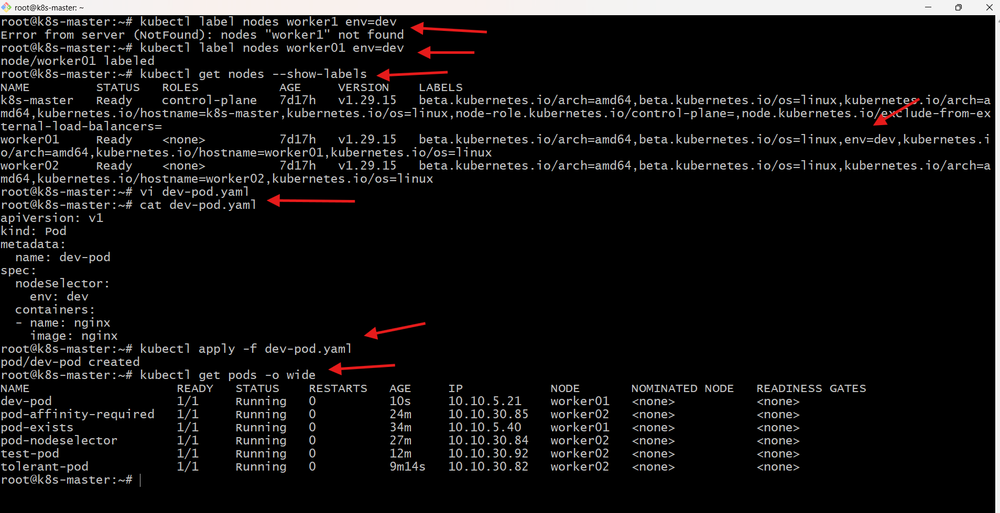 root@k8s-master: ~
root@k8s-master:~# kubectl label nodes worker1 env=dev
Error from server (NotFound): nodes "worker1" not found
root@k8s-master:~# kubectl label nodes worker01 env=dev
node/worker01 labeled
root@k8s-master:~# kubectl get nodes --show-labels
NAME         STATUS   ROLES           AGE     VERSION    LABELS
k8s-master   Ready    control-plane   7d17h   v1.29.15   beta.kubernetes.io/arch=amd64,beta.kubernetes.io/os=linux,kubernetes.io/arch=a
md64,kubernetes.io/hostname=k8s-master,kubernetes.io/os=linux,node-role.kubernetes.io/control-plane=,node.kubernetes.io/exclude-from-ex
ternal-load-balancers=
worker01     Ready    <none>          7d17h   v1.29.15   beta.kubernetes.io/arch=amd64,beta.kubernetes.io/os=linux,env=dev,kubernetes.i
o/arch=amd64,kubernetes.io/hostname=worker01,kubernetes.io/os=linux
worker02     Ready    <none>          7d17h   v1.29.15   beta.kubernetes.io/arch=amd64,beta.kubernetes.io/os=linux,kubernetes.io/arch=a
md64,kubernetes.io/hostname=worker02,kubernetes.io/os=linux
root@k8s-master:~# vi dev-pod.yaml
root@k8s-master:~# cat dev-pod.yaml
apiVersion: v1
kind: Pod
metadata:
  name: dev-pod
spec:
  nodeSelector:
    env: dev
  containers:
  - name: nginx
    image: nginx
root@k8s-master:~# kubectl apply -f dev-pod.yaml
pod/dev-pod created
root@k8s-master:~# kubectl get pods -o wide
NAME                    READY   STATUS    RESTARTS   AGE     IP            NODE       NOMINATED NODE   READINESS GATES
dev-pod                 1/1     Running   0          10s     10.10.5.21    worker01   <none>           <none>
pod-affinity-required   1/1     Running   0          24m     10.10.30.85   worker02   <none>           <none>
pod-exists              1/1     Running   0          34m     10.10.5.40    worker01   <none>           <none>
pod-nodeselector        1/1     Running   0          27m     10.10.30.84   worker02   <none>           <none>
test-pod                1/1     Running   0          12m     10.10.30.92   worker02   <none>           <none>
tolerant-pod            1/1     Running   0          9m14s   10.10.30.82   worker02   <none>           <none>
root@k8s-master:~#